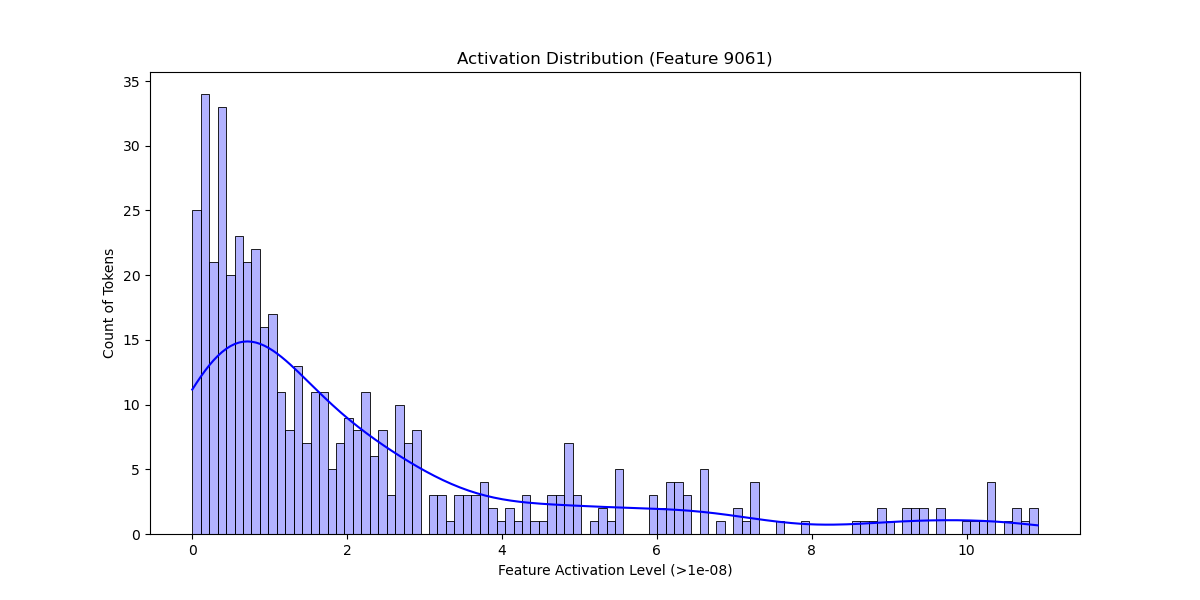 Activation Distribution (Feature 9061)
35
30
25
20
15
10
5
0
Count of Tokens
0 2 4 6 8 10
Feature Activation Level (>1e-08)